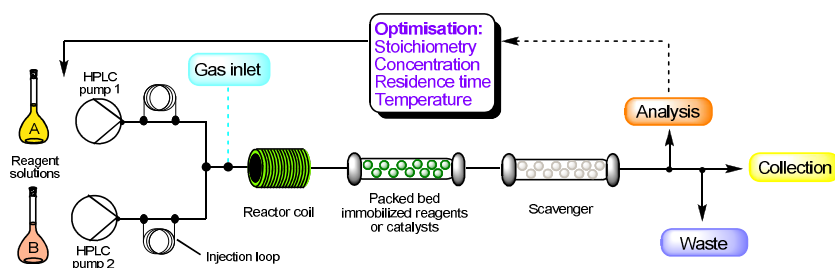 Optimisation:
Stoichiometry
Concentration
Residence time
Temperature
Gas inlet
HPLC
pump 1
A
Reagent
solutions
B
HPLC
pump 2
Injection loop
Reactor coil
Packed bed
immobilized reagents
or catalysts
Scavenger
Analysis
Collection
Waste